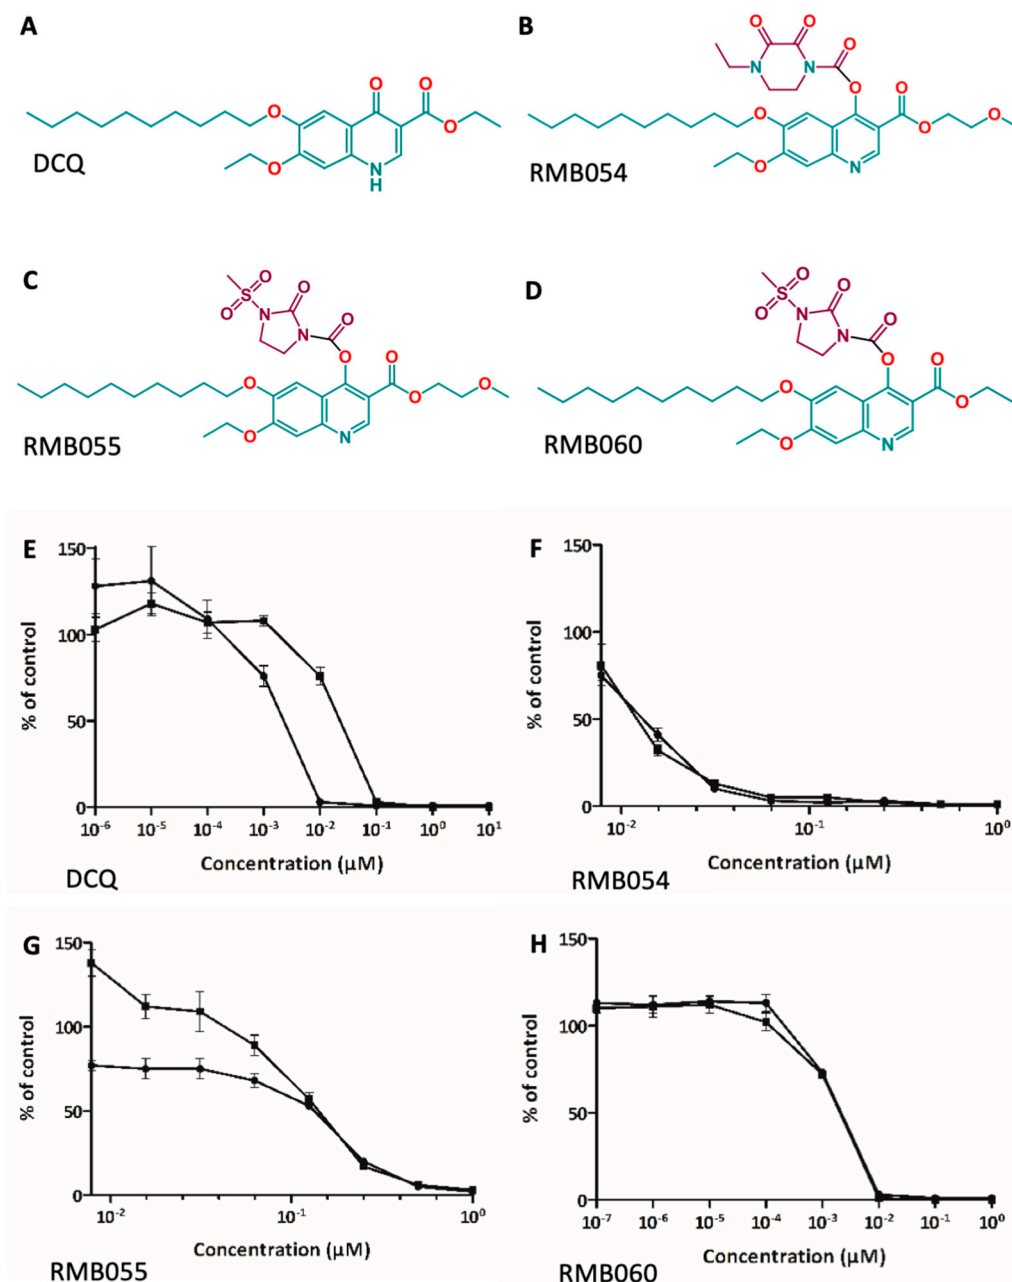 A
DCQ
O
O
O
O
O
N
H
B
RMB054
O
O
N
N
O
O
O
O
O
O
O
N
C
RMB055
O
S
O
N
O
N
O
O
O
O
O
O
O
N
D
RMB060
O
S
O
N
O
N
O
O
O
O
O
O
N
E
150
100
50
0
% of control
10⁻⁶ 10⁻⁵ 10⁻⁴ 10⁻³ 10⁻² 10⁻¹ 10⁰ 10¹
Concentration (µM)
DCQ
F
150
100
50
0
% of control
10⁻² 10⁻¹ 10⁰
Concentration (µM)
RMB054
G
150
100
50
0
% of control
10⁻² 10⁻¹ 10⁰
Concentration (µM)
RMB055
H
150
100
50
0
% of control
10⁻⁷ 10⁻⁶ 10⁻⁵ 10⁻⁴ 10⁻³ 10⁻² 10⁻¹ 10⁰
Concentration (µM)
RMB060